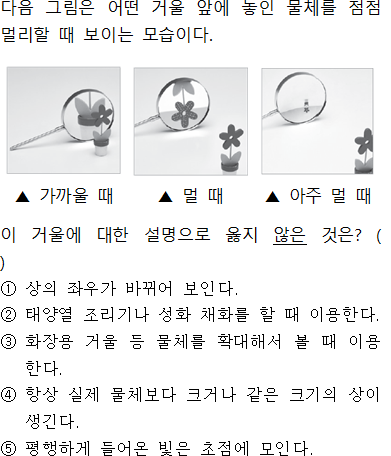 다음 그림은 어떤 거울 앞에 놓인 물체를 점점
멀리할 때 보이는 모습이다.
▲ 가까울 때
▲ 멀 때
▲ 아주 멀 때
이 거울에 대한 설명으로 옳지 않은 것은? (
)
① 상의 좌우가 바뀌어 보인다.
② 태양열 조리기나 성화 채화를 할 때 이용한다.
③ 화장용 거울 등 물체를 확대해서 볼 때 이용
한다.
④ 항상 실제 물체보다 크거나 같은 크기의 상이
생긴다.
⑤ 평행하게 들어온 빛은 초점에 모인다.